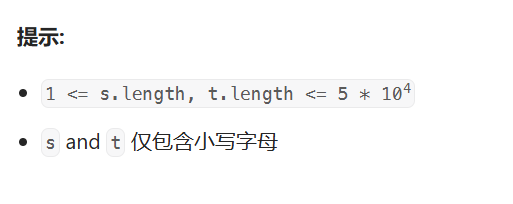 提示:
1 <= s.length, t.length <= 5 * 10⁴
s and t 仅包含小写字母